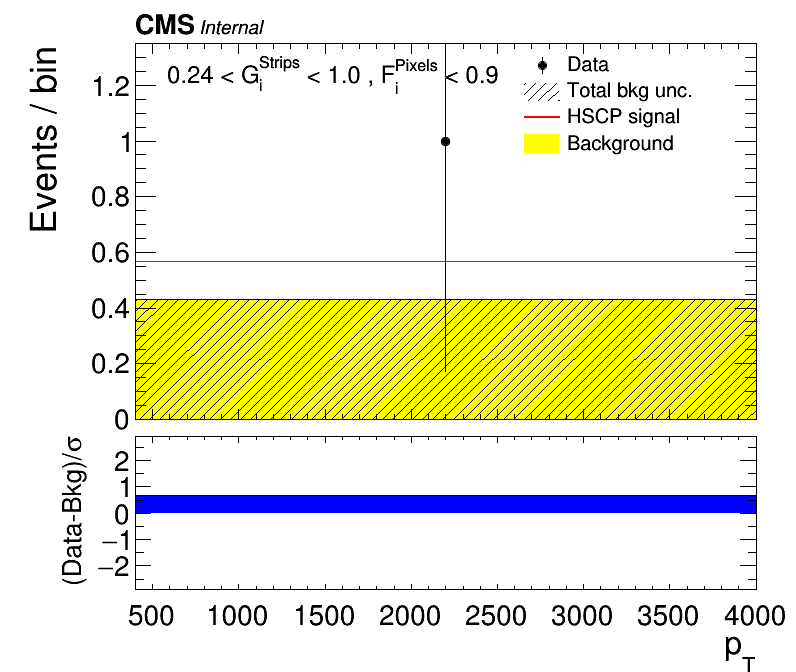 CMS Internal
0.24 < G_i^Strips < 1.0 , F_i^Pixels < 0.9
Data
Total bkg unc.
HSCP signal
Background
Events / bin
1.2
1
0.8
0.6
0.4
0.2
0
(Data-Bkg)/σ
2
1
0
−1
−2
500 1000 1500 2000 2500 3000 3500 4000
p_T